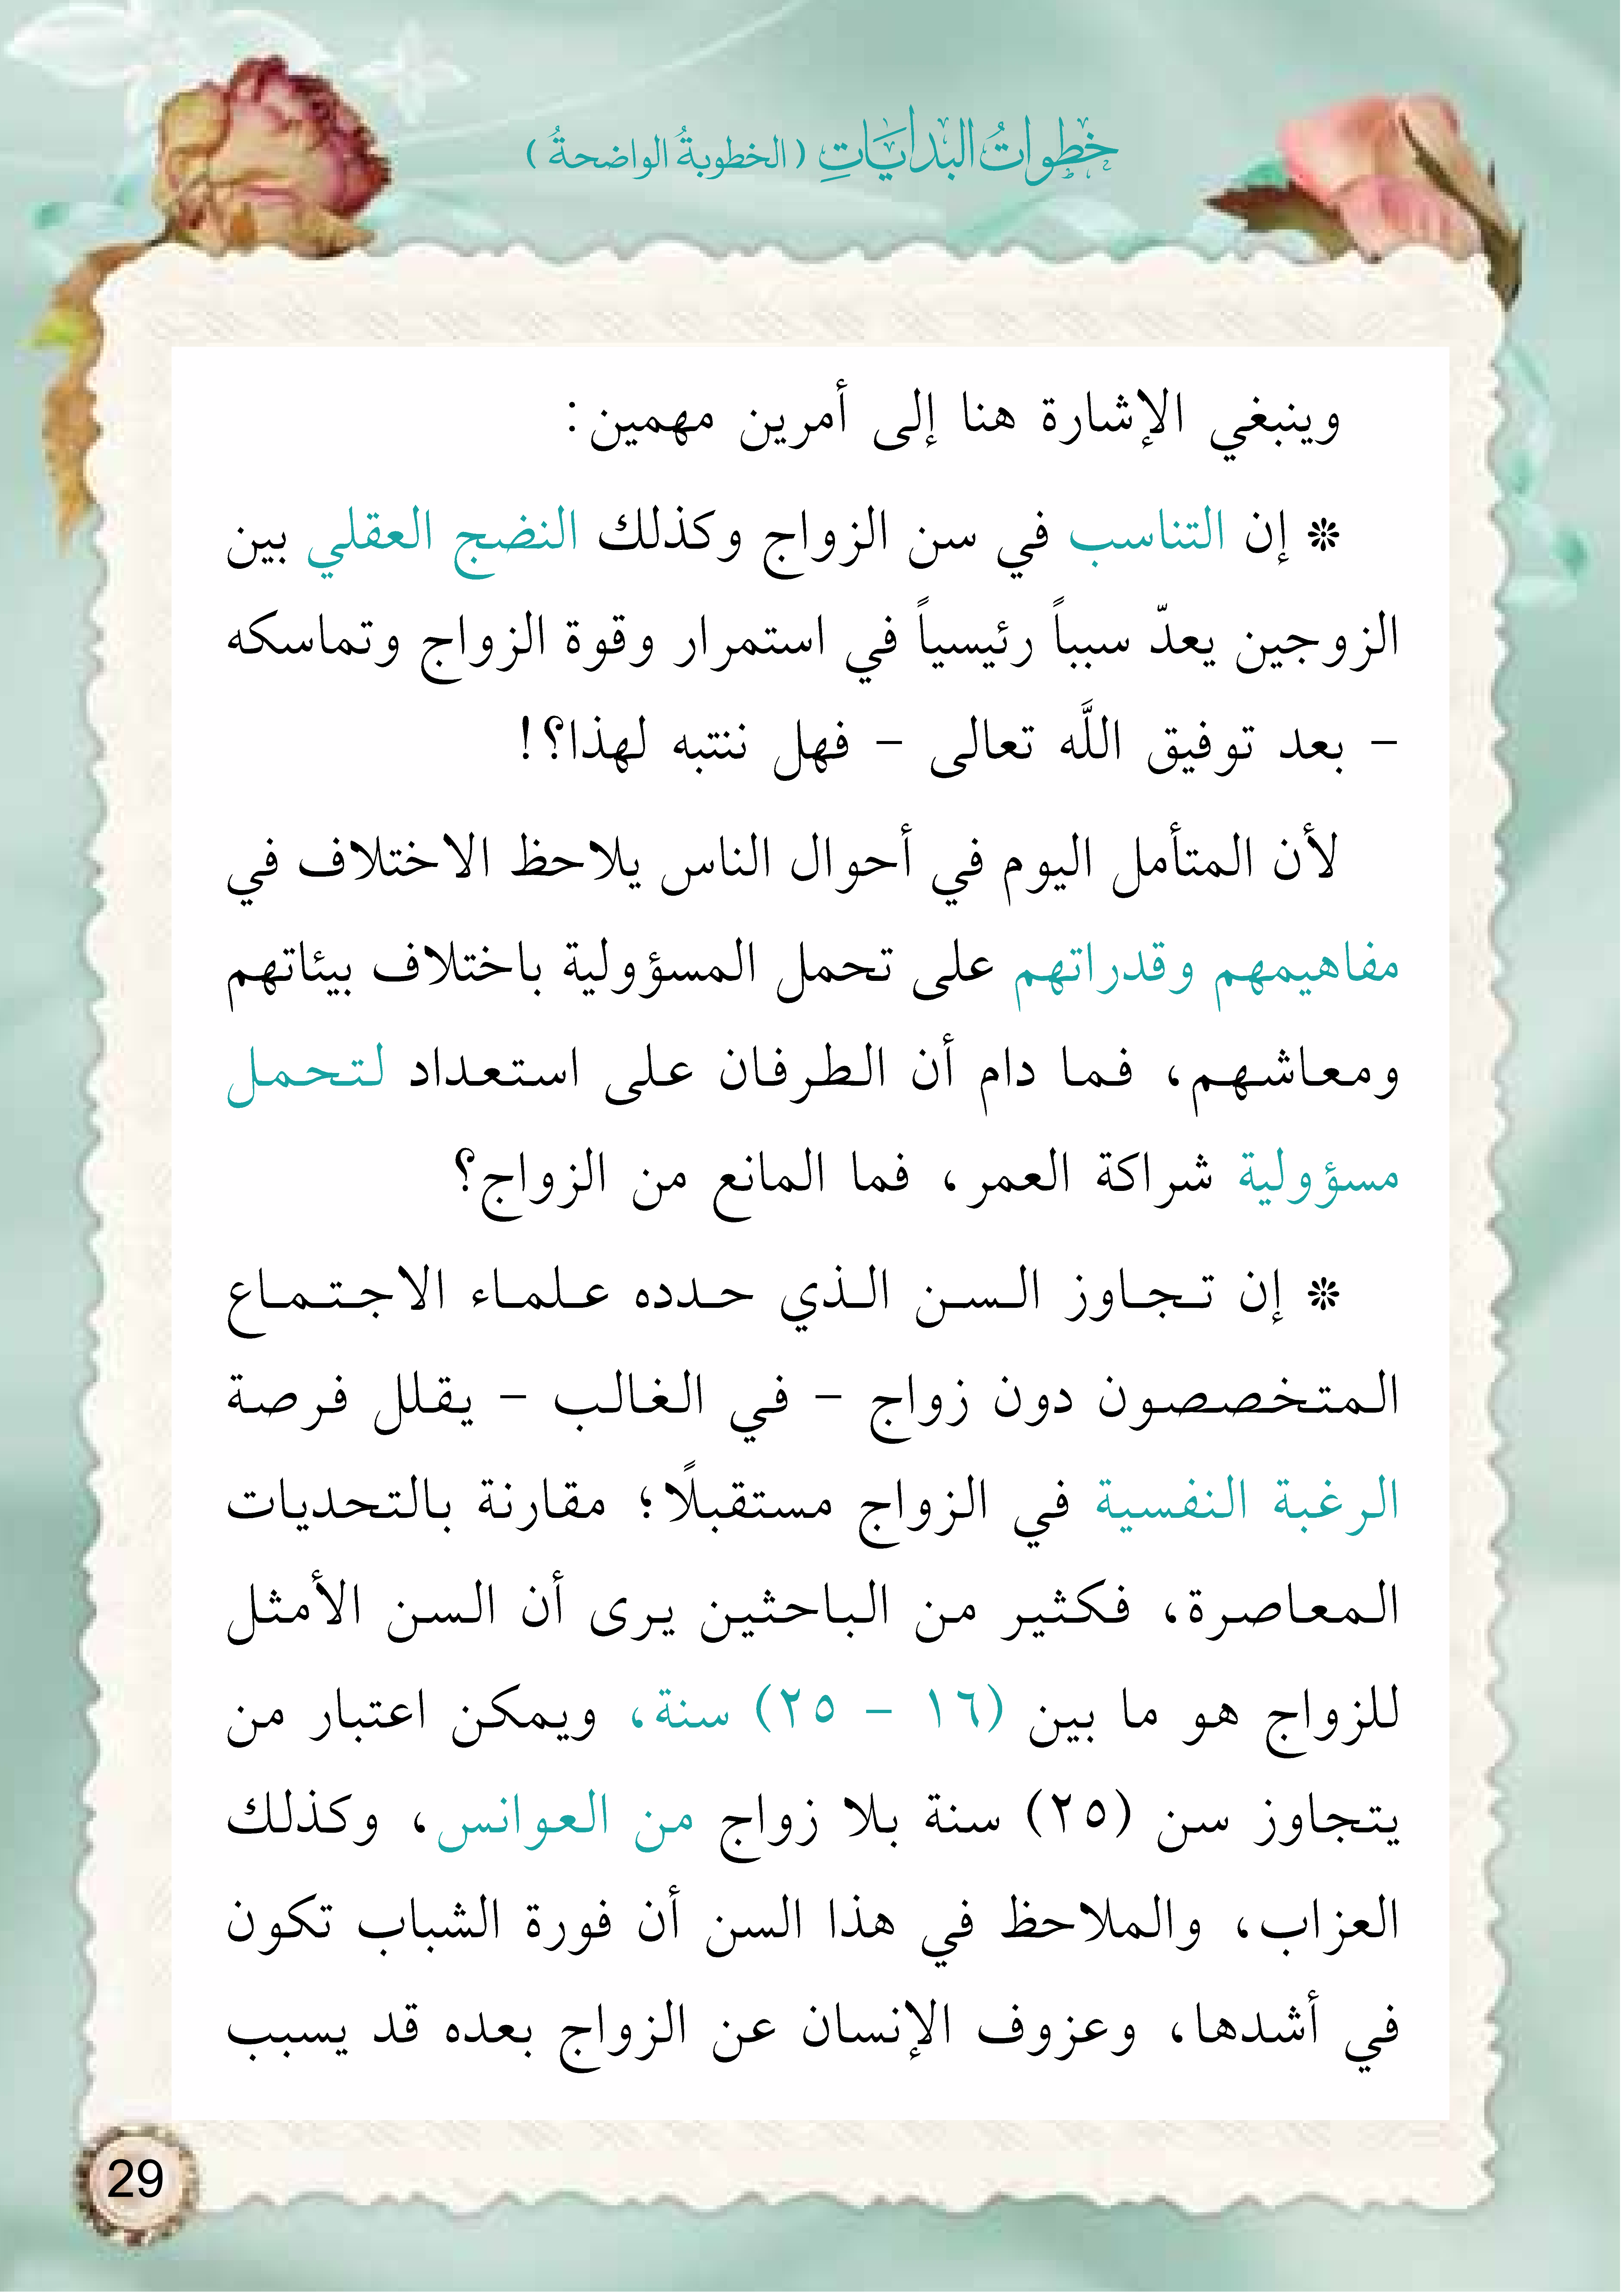 خطواتُ البدايَاتِ ( الخطوبةُ الواضحةُ )
وينبغي الإشارة هنا إلى أمرين مهمين:
❊ إن التناسب في سن الزواج وكذلك النضج العقلي بين
الزوجين يعدّ سبباً رئيسياً في استمرار وقوة الزواج وتماسكه
– بعد توفيق اللَّه تعالى – فهل ننتبه لهذا؟!
لأن المتأمل اليوم في أحوال الناس يلاحظ الاختلاف في
مفاهيمهم وقدراتهم على تحمل المسؤولية باختلاف بيئاتهم
ومعاشهم، فما دام أن الطرفان على استعداد لتحمل
مسؤولية شراكة العمر، فما المانع من الزواج؟
❊ إن تجاوز السن الذي حدده علماء الاجتماع
المتخصصون دون زواج – في الغالب – يقلل فرصة
الرغبة النفسية في الزواج مستقبلًا؛ مقارنة بالتحديات
المعاصرة، فكثير من الباحثين يرى أن السن الأمثل
للزواج هو ما بين (١٦ – ٢٥) سنة، ويمكن اعتبار من
يتجاوز سن (٢٥) سنة بلا زواج من العوانس، وكذلك
العزاب، والملاحظ في هذا السن أن فورة الشباب تكون
في أشدها، وعزوف الإنسان عن الزواج بعده قد يسبب
29